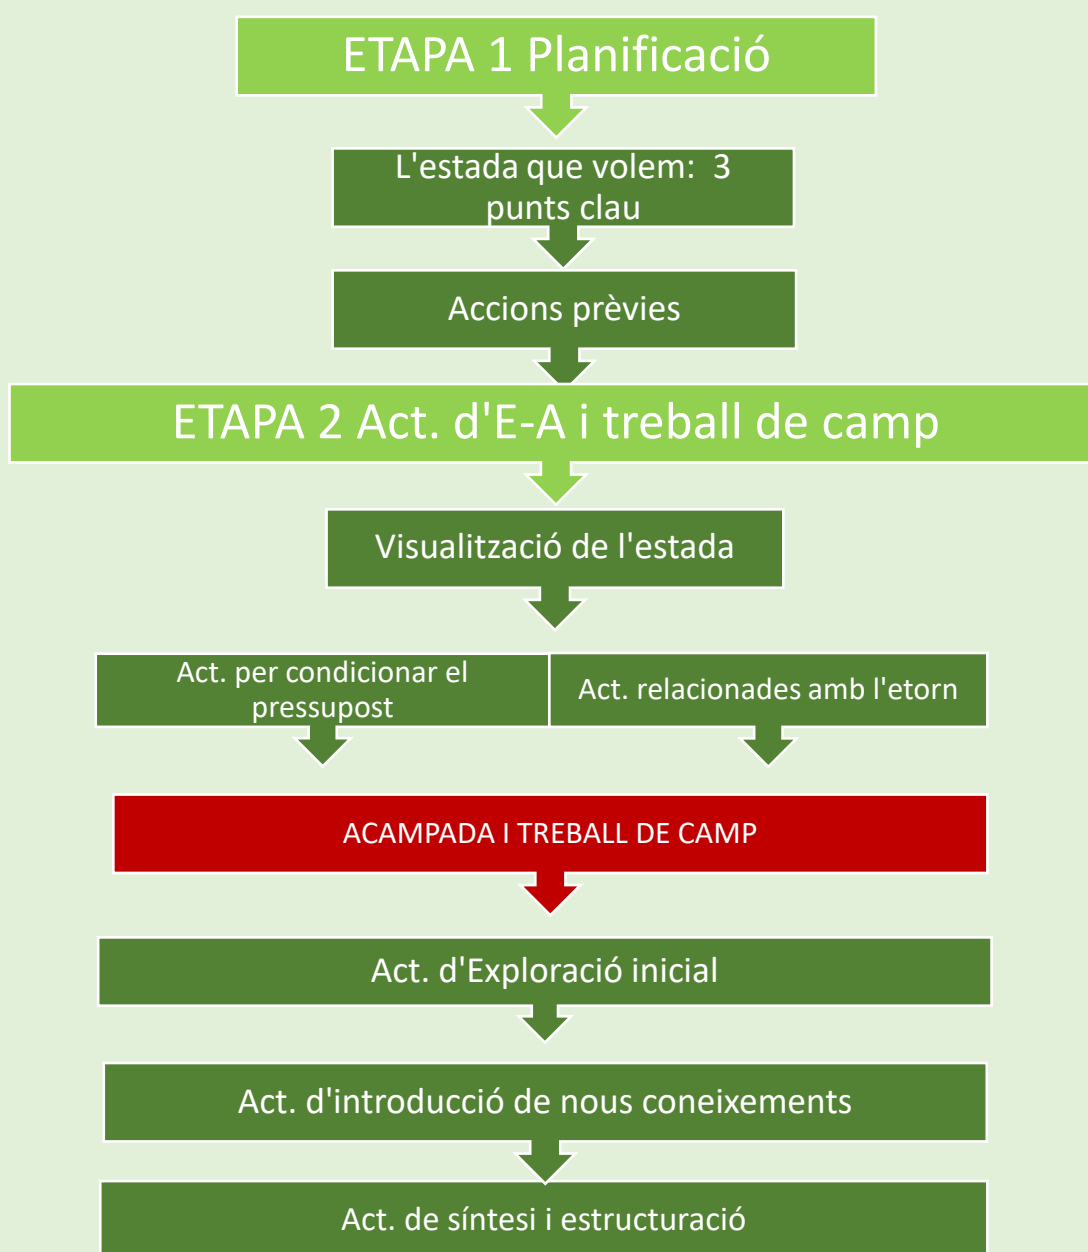 ETAPA 1 Planificació
L'estada que volem:  3
punts clau
Accions prèvies
ETAPA 2 Act. d'E-A i treball de camp
Visualització de l'estada
Act. per condicionar el
pressupost
Act. relacionades amb l'etorn
ACAMPADA I TREBALL DE CAMP
Act. d'Exploració inicial
Act. d'introducció de nous coneixements
Act. de síntesi i estructuració